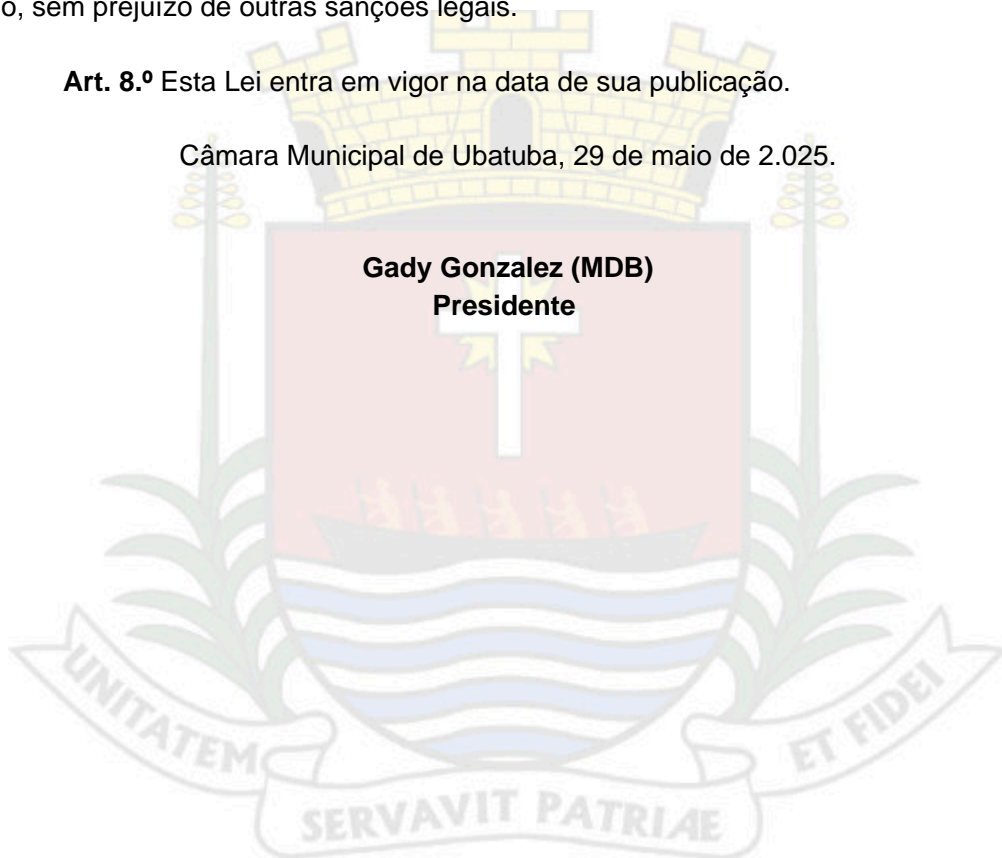 o, sem prejuízo de outras sanções legais.
Art. 8.º Esta Lei entra em vigor na data de sua publicação.
Câmara Municipal de Ubatuba, 29 de maio de 2.025.
Gady Gonzalez (MDB)
Presidente
UNITATEM
SERVAVIT PATRIAE
ET FIDEI